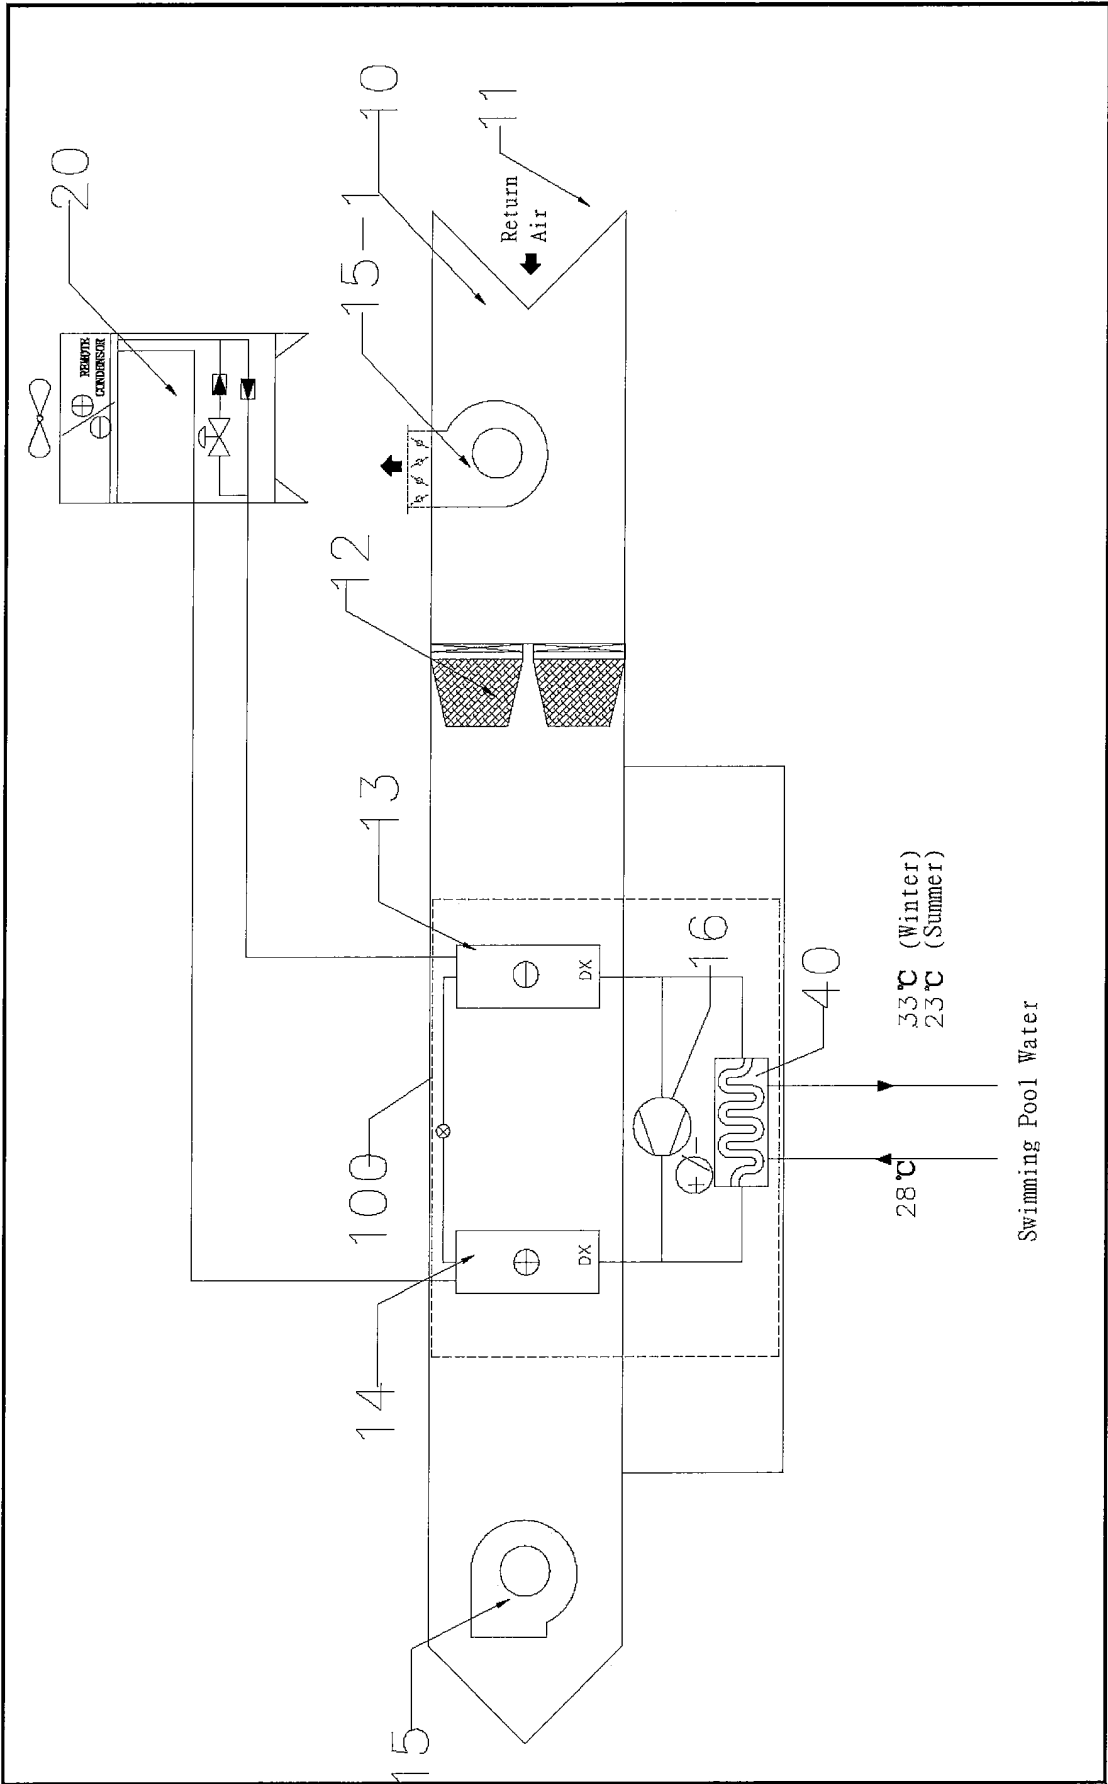 20
10
11
15-1
Return
Air
REMOTE
CONDENSOR
12
13
100
14
DX
DX
16
40
15
+
-
33℃ (Winter)
23℃ (Summer)
28℃
Swimming Pool Water